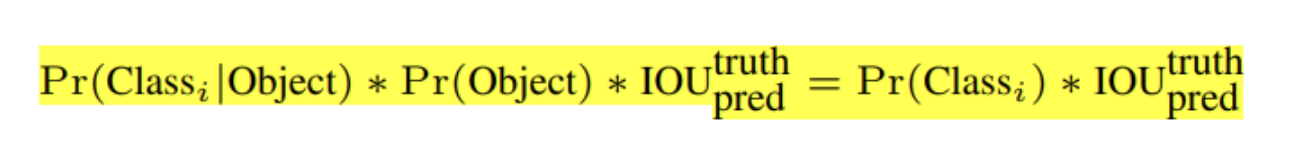 Pr(Class_i|Object) * Pr(Object) * IOU^truth_pred = Pr(Class_i) * IOU^truth_pred